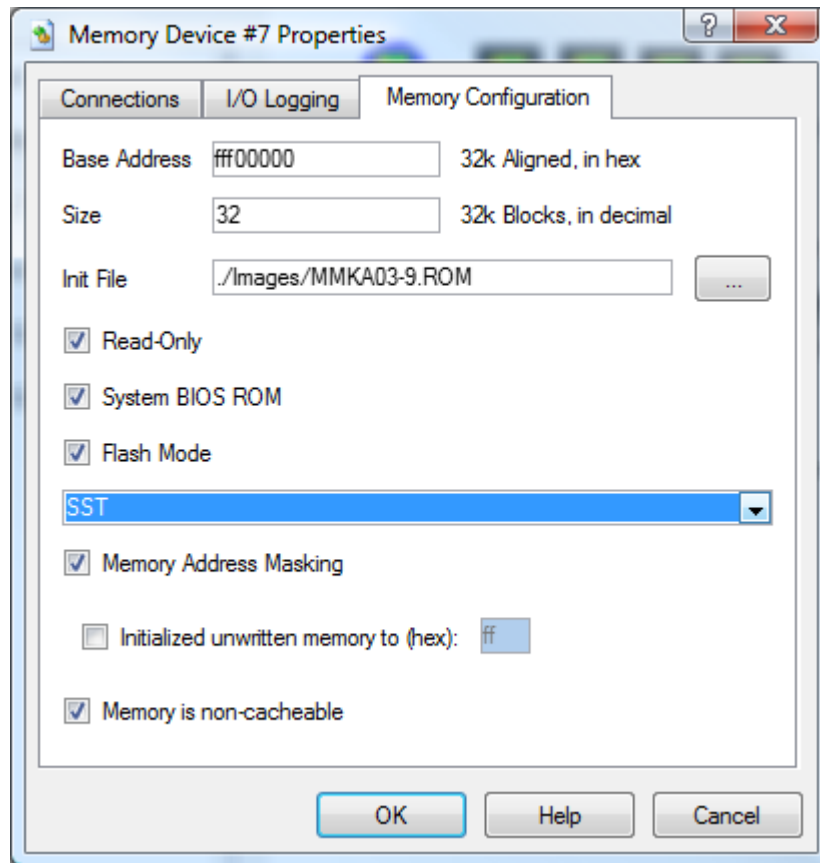 Memory Device #7 Properties
?
X
Connections I/O Logging Memory Configuration
Base Address fff00000 32k Aligned, in hex
Size 32 32k Blocks, in decimal
Init File ./Images/MMKA03-9.ROM ...
Read-Only
System BIOS ROM
Flash Mode
SST
Memory Address Masking
Initialized unwritten memory to (hex): ff
Memory is non-cacheable
OK Help Cancel